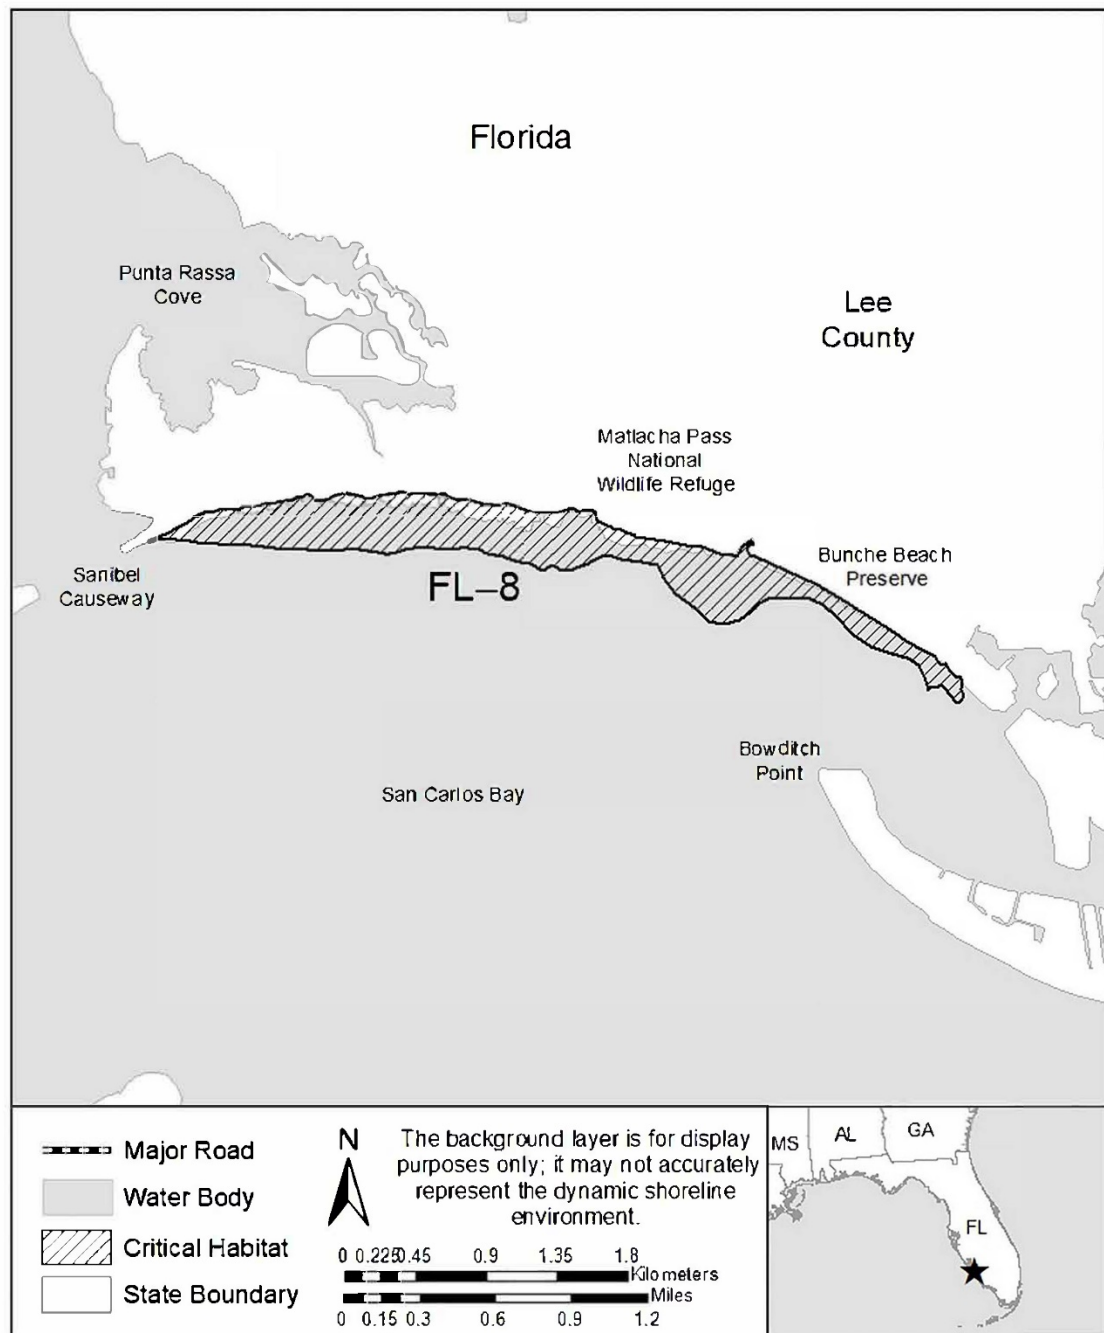 Florida
Punta Rassa
Cove
Lee
County
Matlacha Pass
National
Wildlife Refuge
Bunche Beach
Preserve
Sanibel
Causeway
FL–8
Bowditch
Point
San Carlos Bay
Major Road
Water Body
Critical Habitat
State Boundary
N
The background layer is for display
purposes only; it may not accurately
represent the dynamic shoreline
environment.
0 0.225 0.45 0.9 1.35 1.8
Kilometers
Miles
0 0.15 0.3 0.6 0.9 1.2
MS AL GA
FL